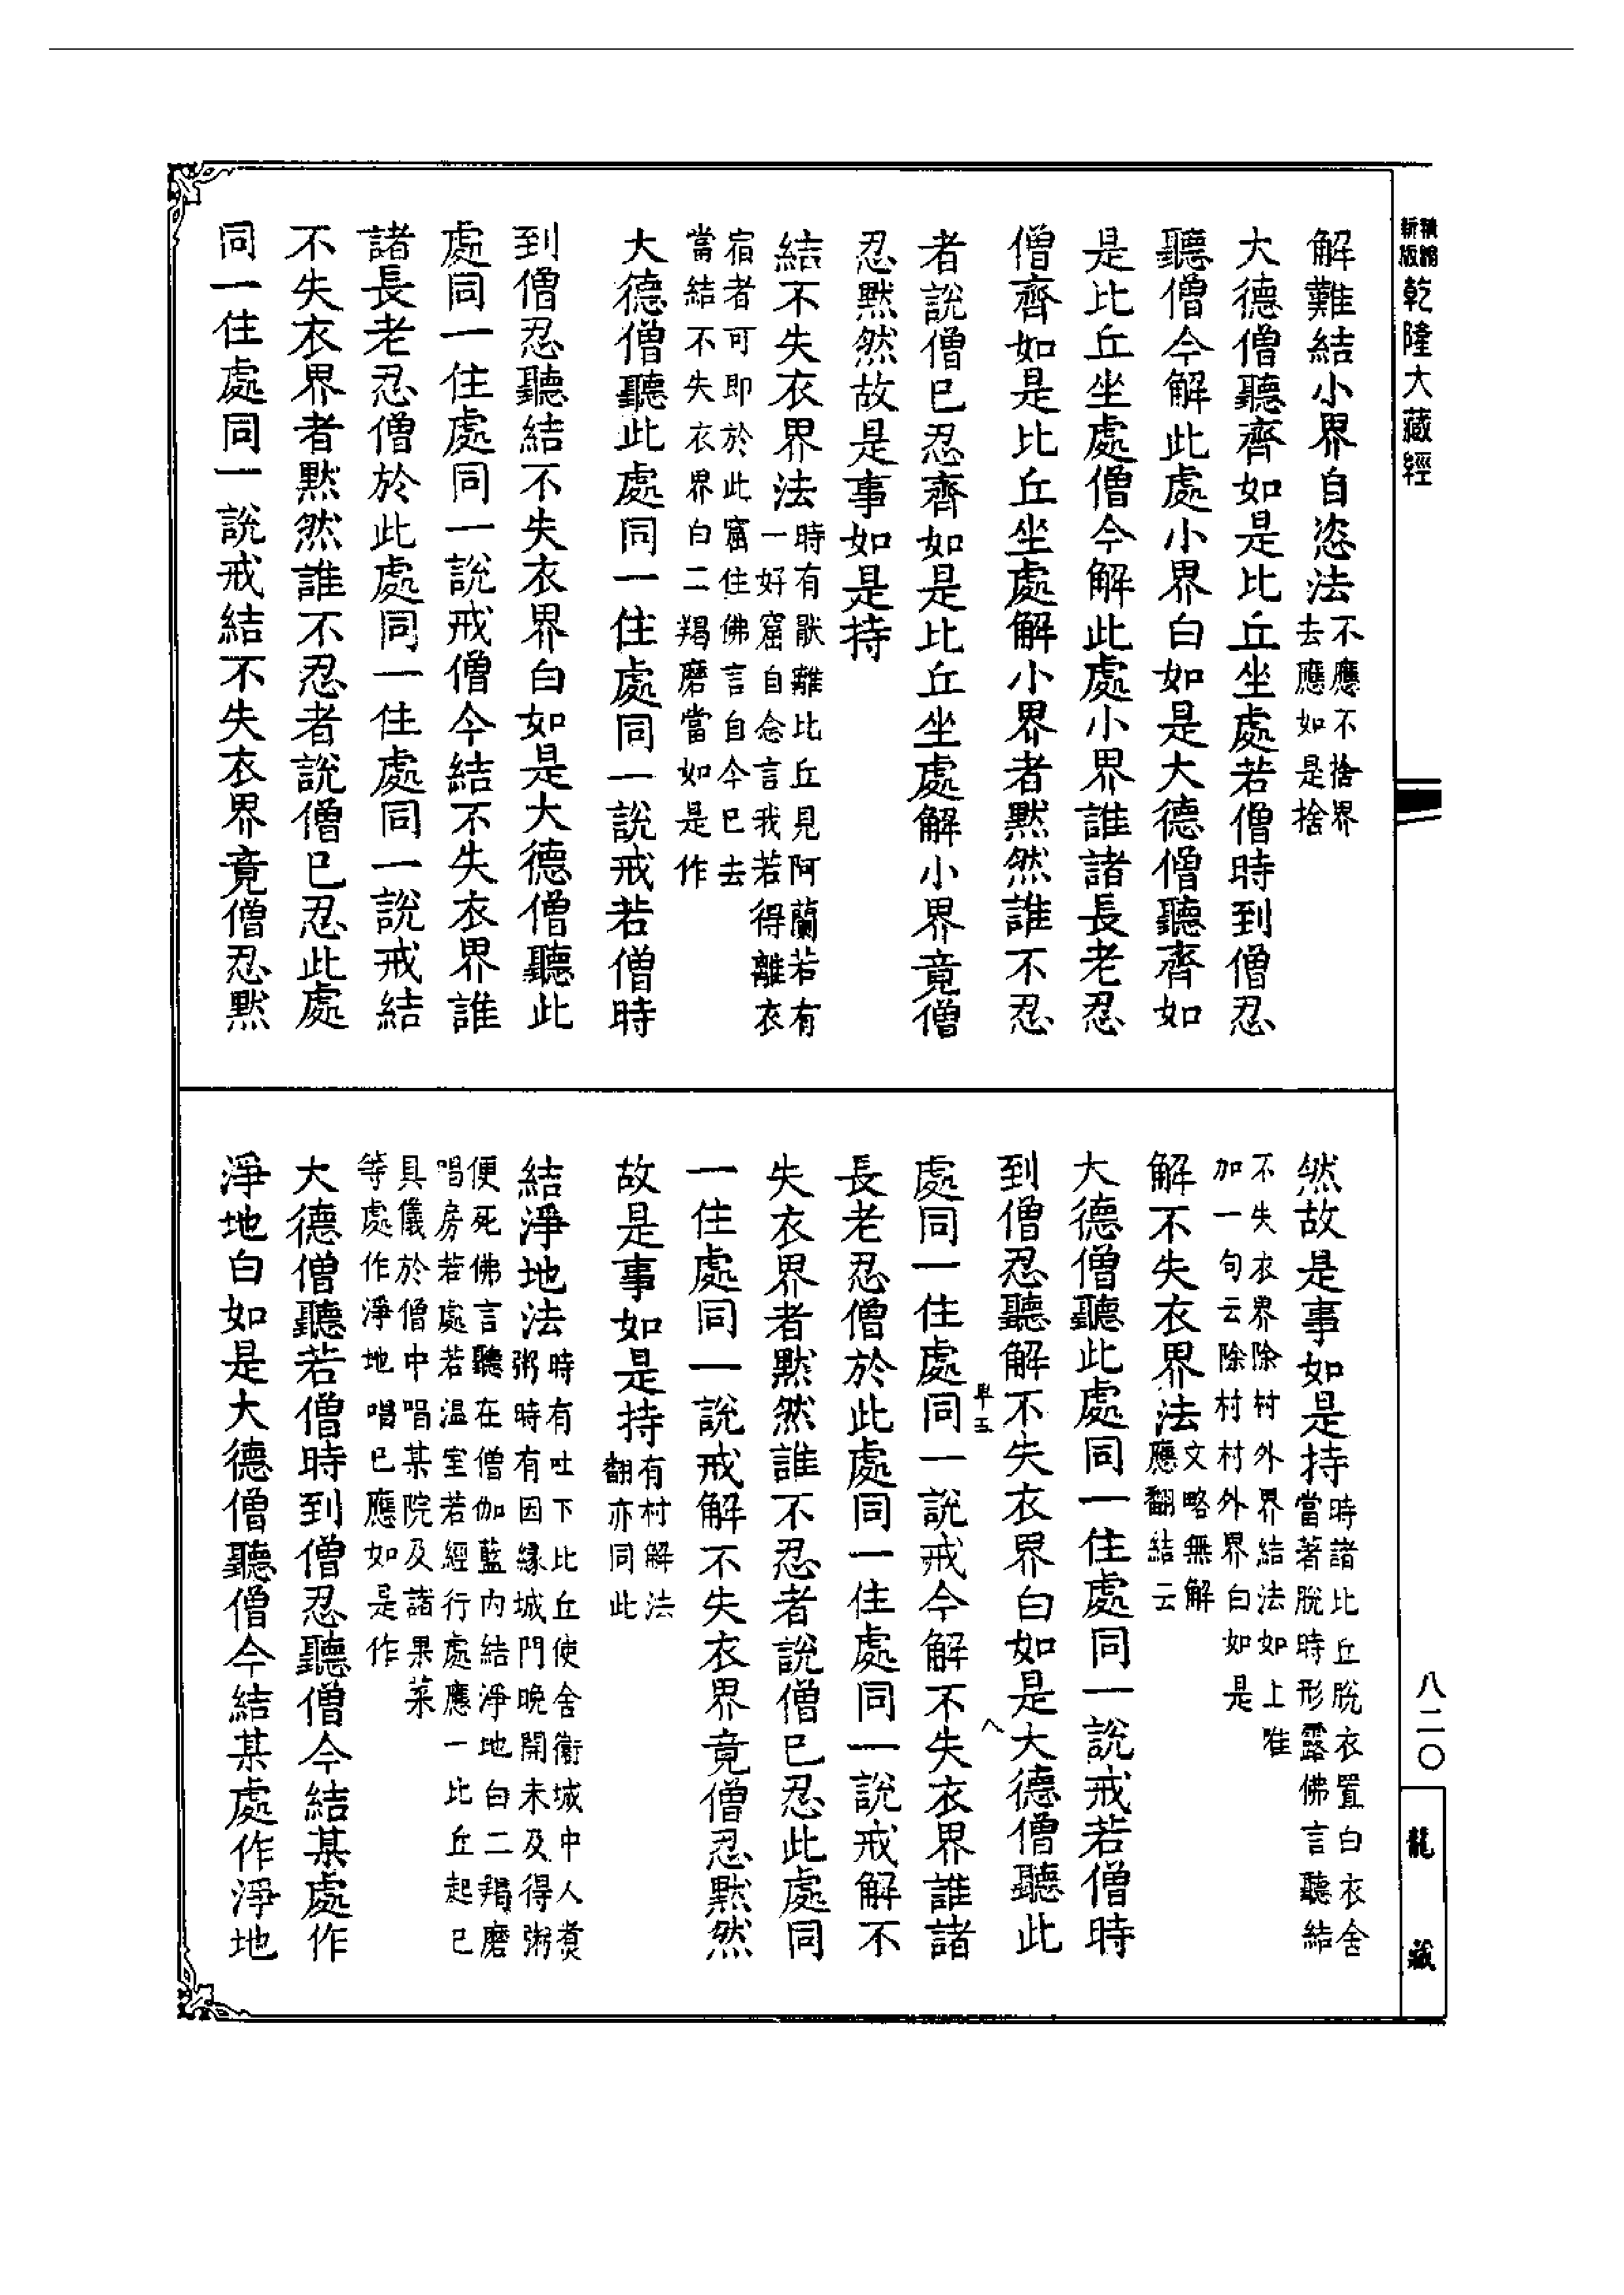 精縮
新版
乾隆大藏經
解難結小界自恣法不應不捨界
去應如是捨
大德僧聽齊如是比丘坐處若僧時到僧忍
聽僧今解此處小界白如是大德僧聽齊如
是比丘坐處僧今解此處小界誰諸長老忍
僧齊如是比丘坐處解小界者默然誰不忍
者說僧已忍齊如是比丘坐處解小界竟僧
忍默然故是事如是持
結不失衣界法時有厭離比丘見阿蘭若有
一好窟自念言我若得離衣
宿者可即於此窟住佛言自今已去
當結不失衣界白二羯磨當如是作
大德僧聽此處同一住處同一說戒若僧時
到僧忍聽結不失衣界白如是大德僧聽此
處同一住處同一說戒僧今結不失衣界誰
諸長老忍僧於此處同一住處同一說戒結
不失衣界者默然誰不忍者說僧已忍此處
同一住處同一說戒結不失衣界竟僧忍默
然故是事如是持時諸比丘脫衣置白衣舍
當著脫時形露佛言聽結
不失衣界除村外界結法如上唯
加一句云除村村外界白如是
解不失衣界法文略無解
應翻結云
大德僧聽此處同一住處同一說戒若僧時
到僧忍聽解不失衣界白如是大德僧聽此
處同一住處同一說戒今解不失衣界誰諸
長老忍僧於此處同一住處同一說戒解不
失衣界者默然誰不忍者說僧已忍此處同
一住處同一說戒解不失衣界竟僧忍默然
故是事如是持有村解法
翻亦同此
結淨地法時有吐下比丘使舍衛城中人煑
粥時有因緣城門晚開未及得粥
便死佛言聽在僧伽藍內結淨地白二羯磨
唱房若處若溫室若經行處應一比丘起已
具儀於僧中唱某院及諸果菜
等處作淨地唱已應如是作
大德僧聽若僧時到僧忍聽僧今結某處作
淨地白如是大德僧聽僧今結某處作淨地
八二〇
龍藏